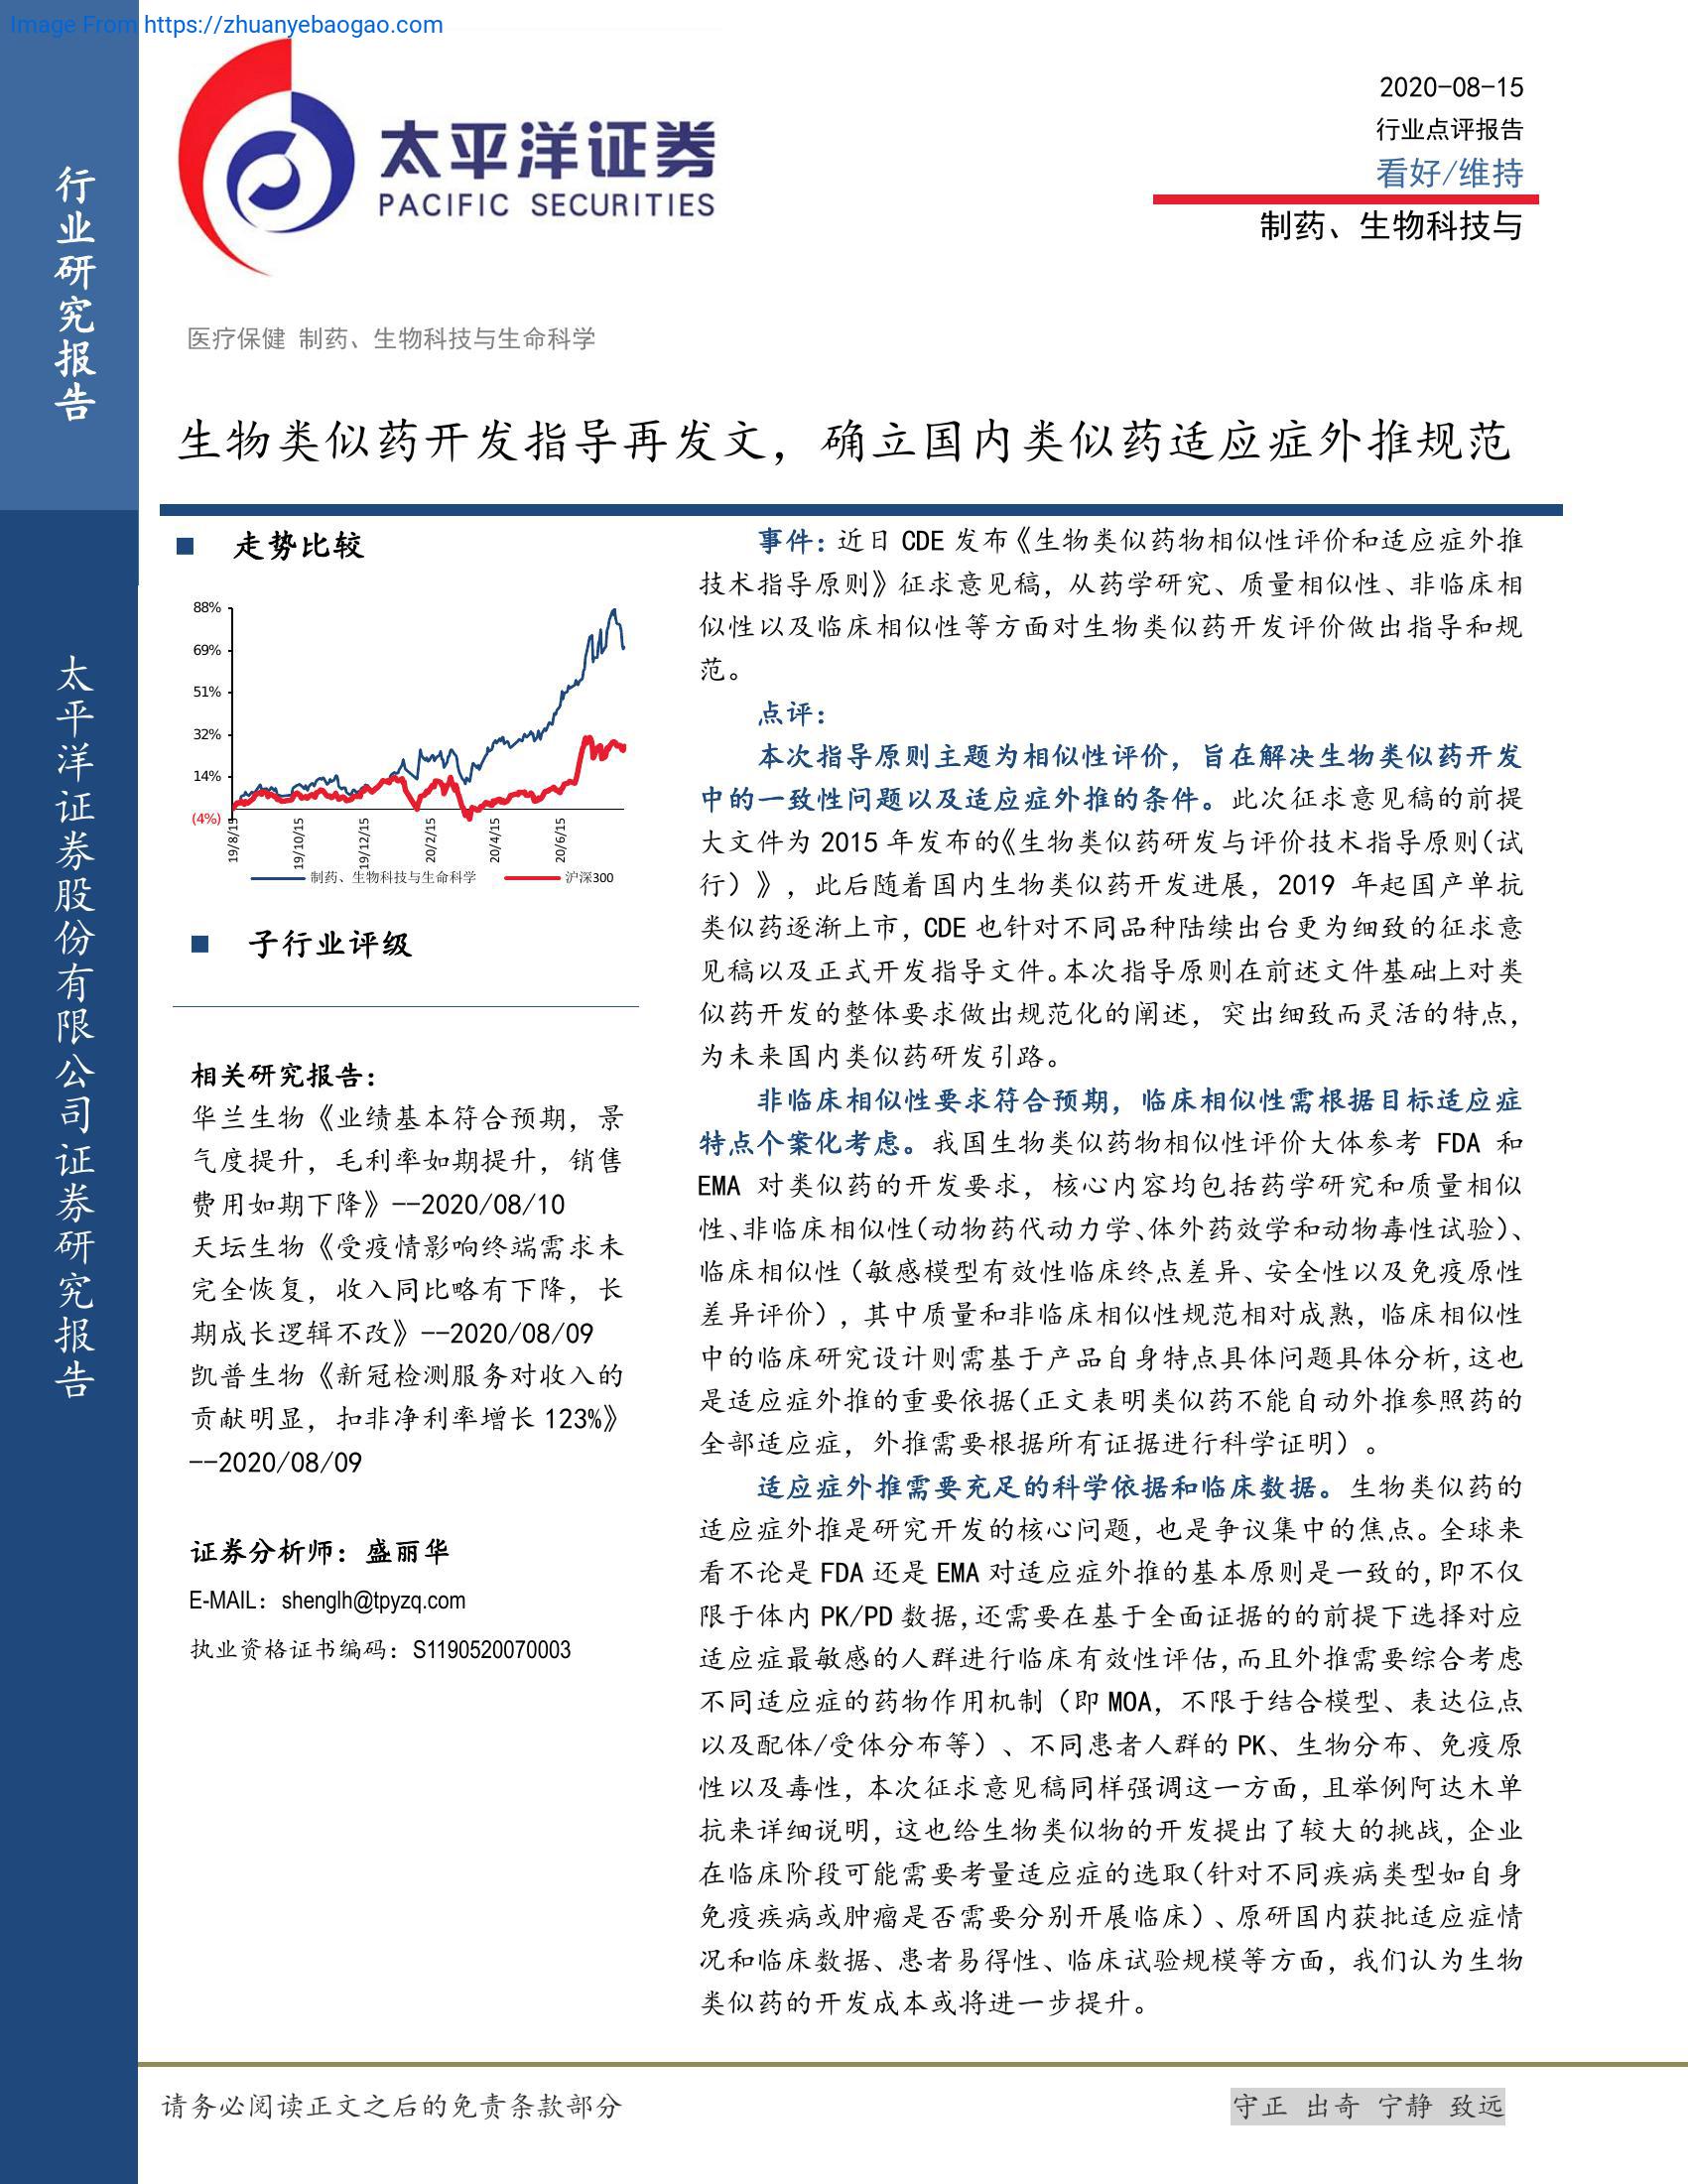 Image From https://zhuanyebaogao.com
行业研究报告
太平洋证券股份有限公司证券研究报告
太平洋证券
PACIFIC SECURITIES
2020-08-15
行业点评报告
看好/维持
制药、生物科技与
医疗保健 制药、生物科技与生命科学
生物类似药开发指导再发文，确立国内类似药适应症外推规范
走势比较
88%
69%
51%
32%
14%
(4%)
19/8/15
19/10/15
19/12/15
20/2/15
20/4/15
20/6/15
制药、生物科技与生命科学
沪深300
子行业评级
相关研究报告：
华兰生物《业绩基本符合预期，景
气度提升，毛利率如期提升，销售
费用如期下降》--2020/08/10
天坛生物《受疫情影响终端需求未
完全恢复，收入同比略有下降，长
期成长逻辑不改》--2020/08/09
凯普生物《新冠检测服务对收入的
贡献明显，扣非净利率增长 123%》
--2020/08/09
证券分析师：盛丽华
E-MAIL：shenglh@tpyzq.com
执业资格证书编码：S1190520070003
事件：近日 CDE 发布《生物类似药物相似性评价和适应症外推
技术指导原则》征求意见稿，从药学研究、质量相似性、非临床相
似性以及临床相似性等方面对生物类似药开发评价做出指导和规
范。
点评：
本次指导原则主题为相似性评价，旨在解决生物类似药开发
中的一致性问题以及适应症外推的条件。此次征求意见稿的前提
大文件为 2015 年发布的《生物类似药研发与评价技术指导原则（试
行）》，此后随着国内生物类似药开发进展，2019 年起国产单抗
类似药逐渐上市，CDE 也针对不同品种陆续出台更为细致的征求意
见稿以及正式开发指导文件。本次指导原则在前述文件基础上对类
似药开发的整体要求做出规范化的阐述，突出细致而灵活的特点，
为未来国内类似药研发引路。
非临床相似性要求符合预期，临床相似性需根据目标适应症
特点个案化考虑。我国生物类似药物相似性评价大体参考 FDA 和
EMA 对类似药的开发要求，核心内容均包括药学研究和质量相似
性、非临床相似性（动物药代动力学、体外药效学和动物毒性试验）、
临床相似性（敏感模型有效性临床终点差异、安全性以及免疫原性
差异评价），其中质量和非临床相似性规范相对成熟，临床相似性
中的临床研究设计则需基于产品自身特点具体问题具体分析，这也
是适应症外推的重要依据（正文表明类似药不能自动外推参照药的
全部适应症，外推需要根据所有证据进行科学证明）。
适应症外推需要充足的科学依据和临床数据。生物类似药的
适应症外推是研究开发的核心问题，也是争议集中的焦点。全球来
看不论是 FDA 还是 EMA 对适应症外推的基本原则是一致的，即不仅
限于体内 PK/PD 数据，还需要在基于全面证据的的前提下选择对应
适应症最敏感的人群进行临床有效性评估，而且外推需要综合考虑
不同适应症的药物作用机制（即 MOA，不限于结合模型、表达位点
以及配体/受体分布等）、不同患者人群的 PK、生物分布、免疫原
性以及毒性，本次征求意见稿同样强调这一方面，且举例阿达木单
抗来详细说明，这也给生物类似物的开发提出了较大的挑战，企业
在临床阶段可能需要考量适应症的选取（针对不同疾病类型如自身
免疫疾病或肿瘤是否需要分别开展临床）、原研国内获批适应症情
况和临床数据、患者易得性、临床试验规模等方面，我们认为生物
类似药的开发成本或将进一步提升。
请务必阅读正文之后的免责条款部分
守正 出奇 宁静 致远